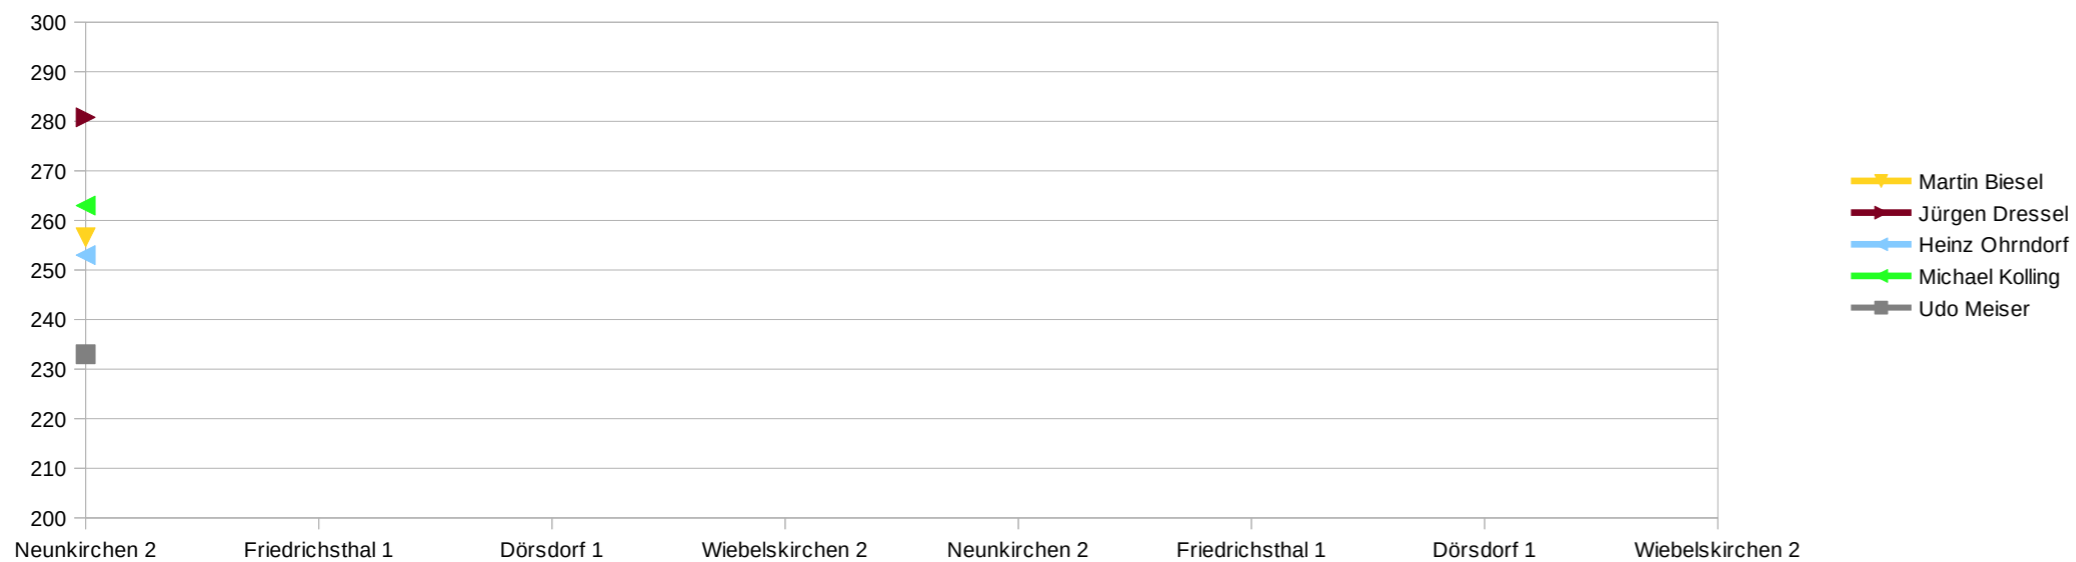 300
290
280
270
260
250
240
230
220
210
200
Neunkirchen 2 Friedrichsthal 1 Dörsdorf 1 Wiebelskirchen 2 Neunkirchen 2 Friedrichsthal 1 Dörsdorf 1 Wiebelskirchen 2
Martin Biesel
Jürgen Dressel
Heinz Ohrndorf
Michael Kolling
Udo Meiser